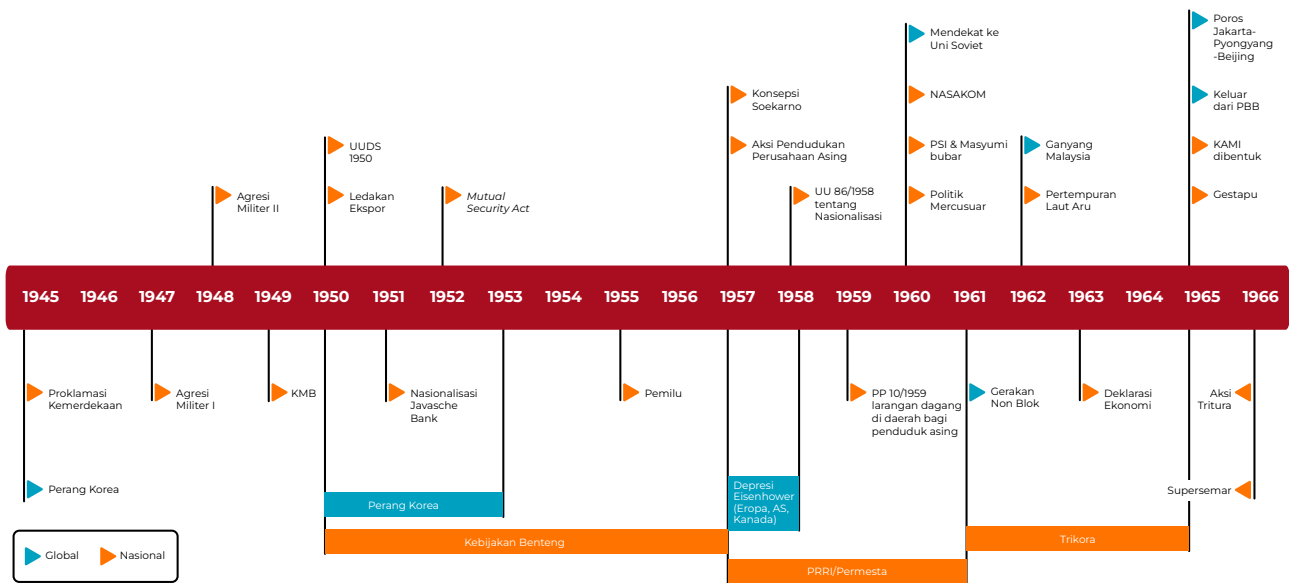 Mendekat ke
Uni Soviet
Poros
Jakarta-
Pyongyang
-Beijing
Konsepsi
Soekarno
NASAKOM
Keluar
dari PBB
UUDS
1950
Aksi Pendudukan
Perusahaan Asing
PSI & Masyumi
bubar
Ganyang
Malaysia
KAMI
dibentuk
Agresi
Militer II
Ledakan
Ekspor
Mutual
Security Act
UU 86/1958
tentang
Nasionalisasi
Politik
Mercusuar
Pertempuran
Laut Aru
Gestapu
1945 1946 1947 1948 1949 1950 1951 1952 1953 1954 1955 1956 1957 1958 1959 1960 1961 1962 1963 1964 1965 1966
Proklamasi
Kemerdekaan
Agresi
Militer I
KMB
Nasionalisasi
Javasche
Bank
Pemilu
PP 10/1959
larangan dagang
di daerah bagi
penduduk asing
Gerakan
Non Blok
Deklarasi
Ekonomi
Aksi
Tritura
Perang Korea
Perang Korea
Depresi
Eisenhower
(Eropa, AS,
Kanada)
Supersemar
Kebijakan Benteng
Trikora
PRRI/Permesta
Global
Nasional